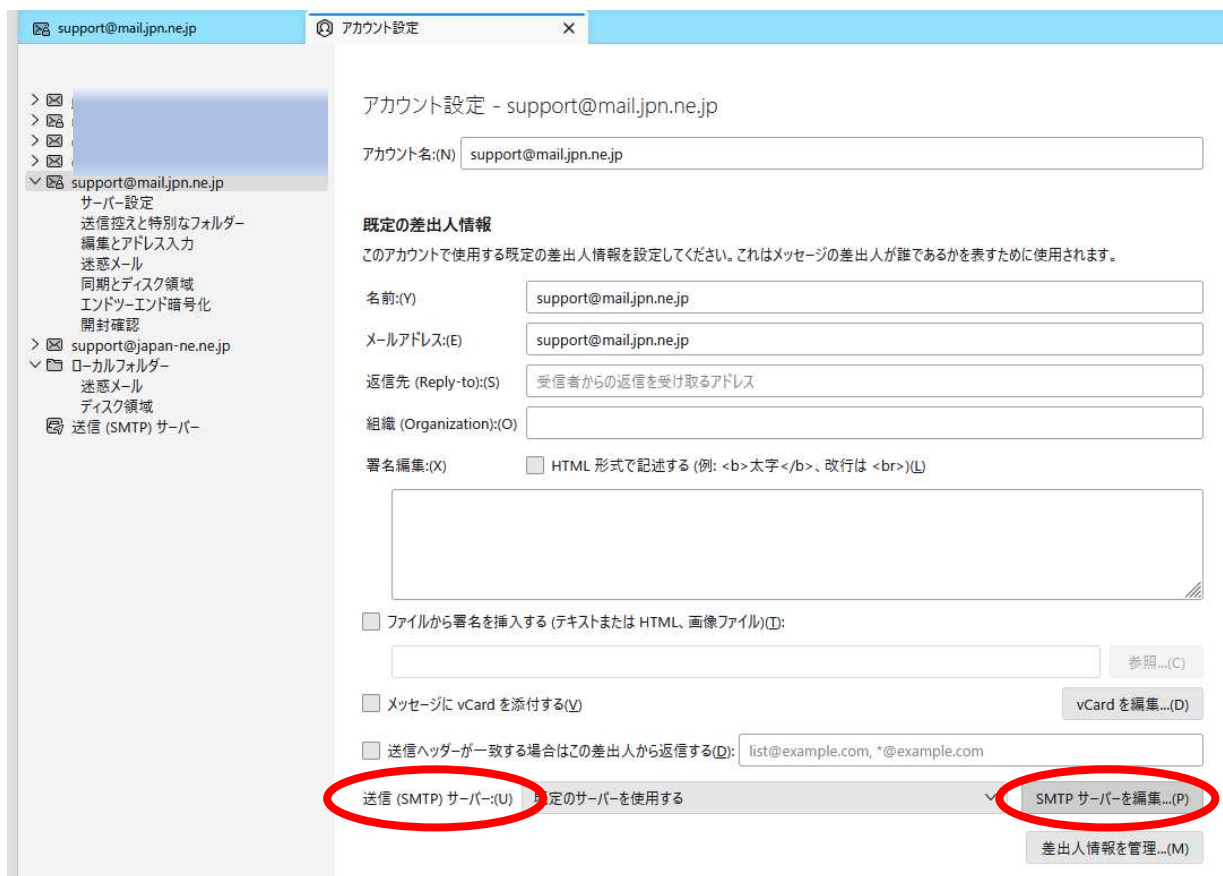 support@mail.jpn.ne.jp
アカウント設定
support@mail.jpn.ne.jp
サーバー設定
送信控えと特別なフォルダー
編集とアドレス入力
迷惑メール
同期とディスク領域
エンドツーエンド暗号化
開封確認
support@japan-ne.ne.jp
ローカルフォルダー
迷惑メール
ディスク領域
送信 (SMTP) サーバー
アカウント設定 - support@mail.jpn.ne.jp
アカウント名:(N) support@mail.jpn.ne.jp
既定の差出人情報
このアカウントで使用する既定の差出人情報を設定してください。これはメッセージの差出人が誰であるかを表すために使用されます。
名前:(Y) support@mail.jpn.ne.jp
メールアドレス:(E) support@mail.jpn.ne.jp
返信先 (Reply-to):(S) 受信者からの返信を受け取るアドレス
組織 (Organization):(O)
署名編集:(X) HTML 形式で記述する (例: <b>太字</b>、改行は <br>)(L)
ファイルから署名を挿入する (テキストまたは HTML、画像ファイル)(T):
参照...(C)
メッセージに vCard を添付する(V) vCard を編集...(D)
送信ヘッダーが一致する場合はこの差出人から返信する(D): list@example.com, *@example.com
送信 (SMTP) サーバー:(U) 既定のサーバーを使用する SMTP サーバーを編集...(P)
差出人情報を管理...(M)